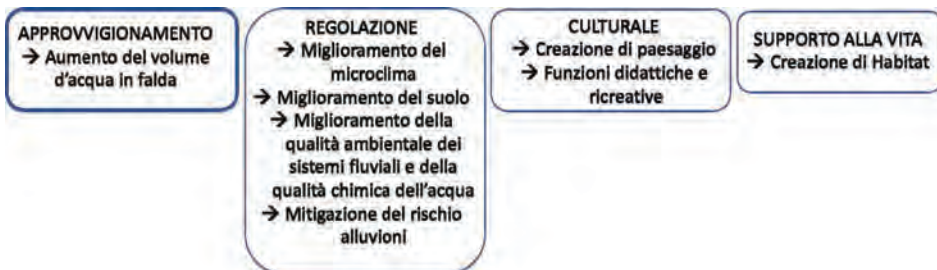 APPROVVIGIONAMENTO
→ Aumento del volume
d'acqua in falda
REGOLAZIONE
→ Miglioramento del
microclima
→ Miglioramento del suolo
→ Miglioramento della
qualità ambientale dei
sistemi fluviali e della
qualità chimica dell'acqua
→ Mitigazione del rischio
alluvioni
CULTURALE
→ Creazione di paesaggio
→ Funzioni didattiche e
ricreative
SUPPORTO ALLA VITA
→ Creazione di Habitat